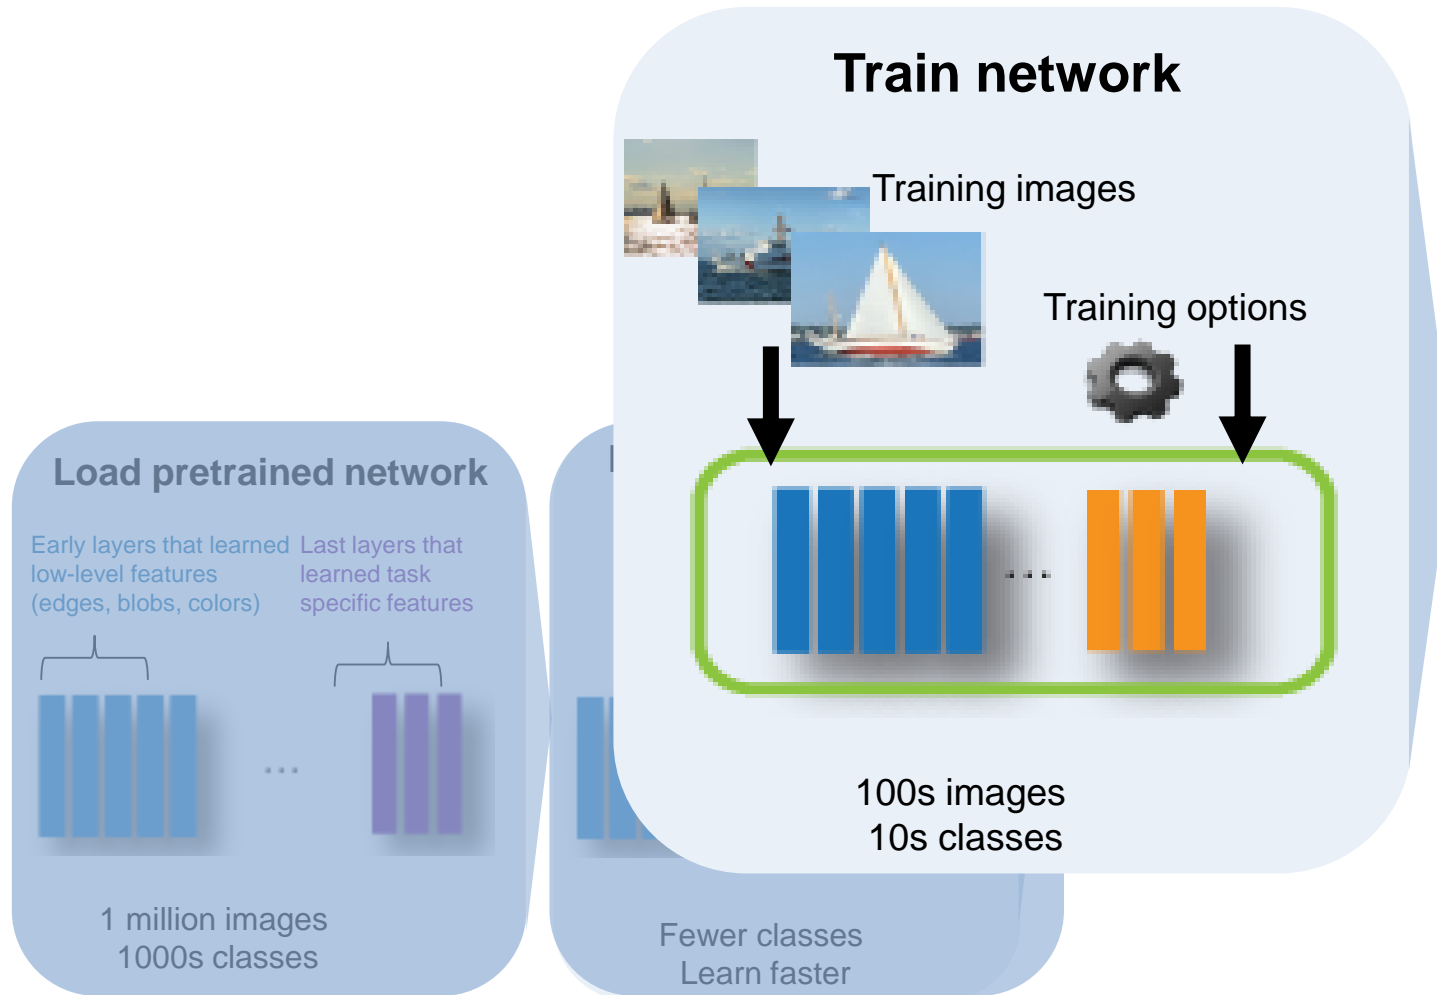 Train network
Training images
Training options
100s images
10s classes
Load pretrained network
Early layers that learned
low-level features
(edges, blobs, colors)
Last layers that
learned task
specific features
...
1 million images
1000s classes
Fewer classes
Learn faster